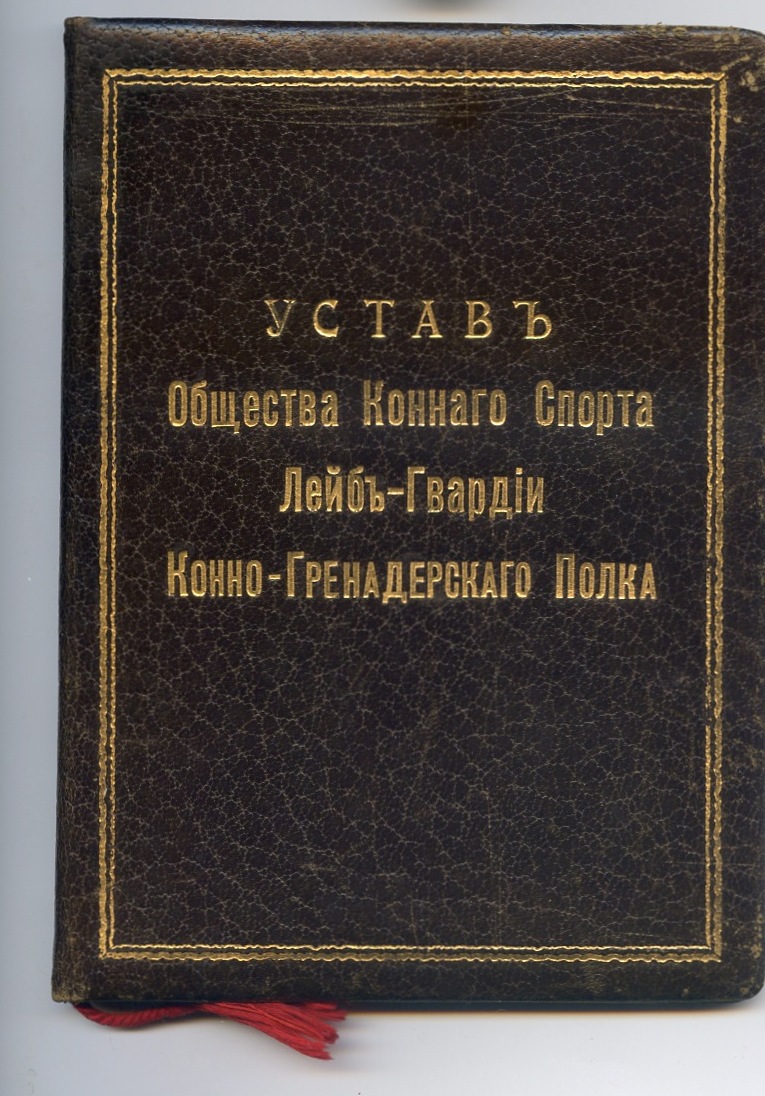 УСТАВЪ
Общества Коннаго Спорта
Лейбъ-Гвардіи
Конно-Гренадерскаго Полка